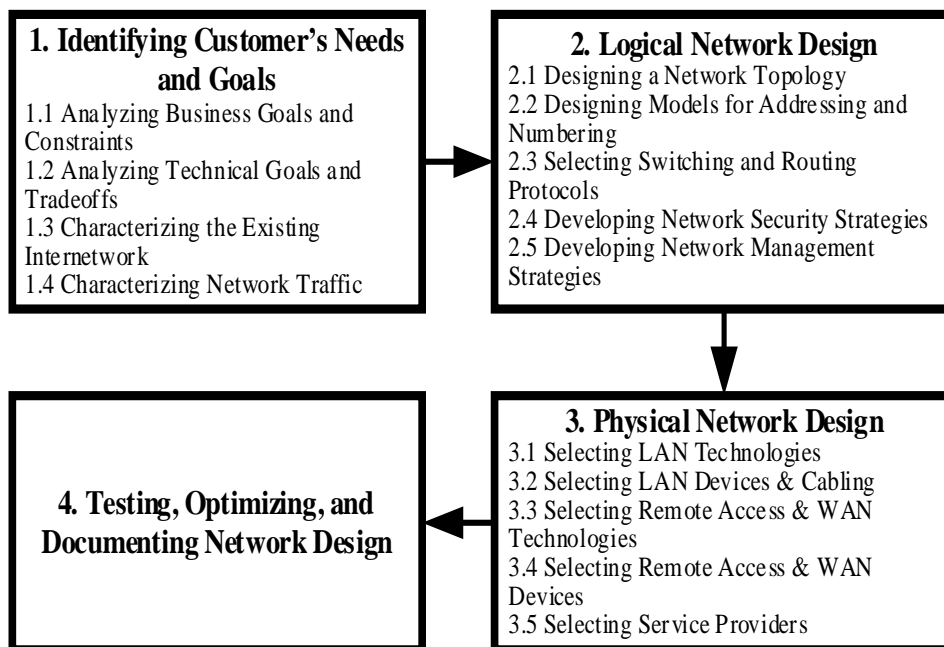 1. Identifying Customer's Needs
and Goals
1.1 Analyzing Business Goals and
Constraints
1.2 Analyzing Technical Goals and
Tradeoffs
1.3 Characterizing the Existing
Internetwork
1.4 Characterizing Network Traffic
2. Logical Network Design
2.1 Designing a Network Topology
2.2 Designing Models for Addressing and
Numbering
2.3 Selecting Switching and Routing
Protocols
2.4 Developing Network Security Strategies
2.5 Developing Network Management
Strategies
3. Physical Network Design
3.1 Selecting LAN Technologies
3.2 Selecting LAN Devices & Cabling
3.3 Selecting Remote Access & WAN
Technologies
3.4 Selecting Remote Access & WAN
Devices
3.5 Selecting Service Providers
4. Testing, Optimizing, and
Documenting Network Design